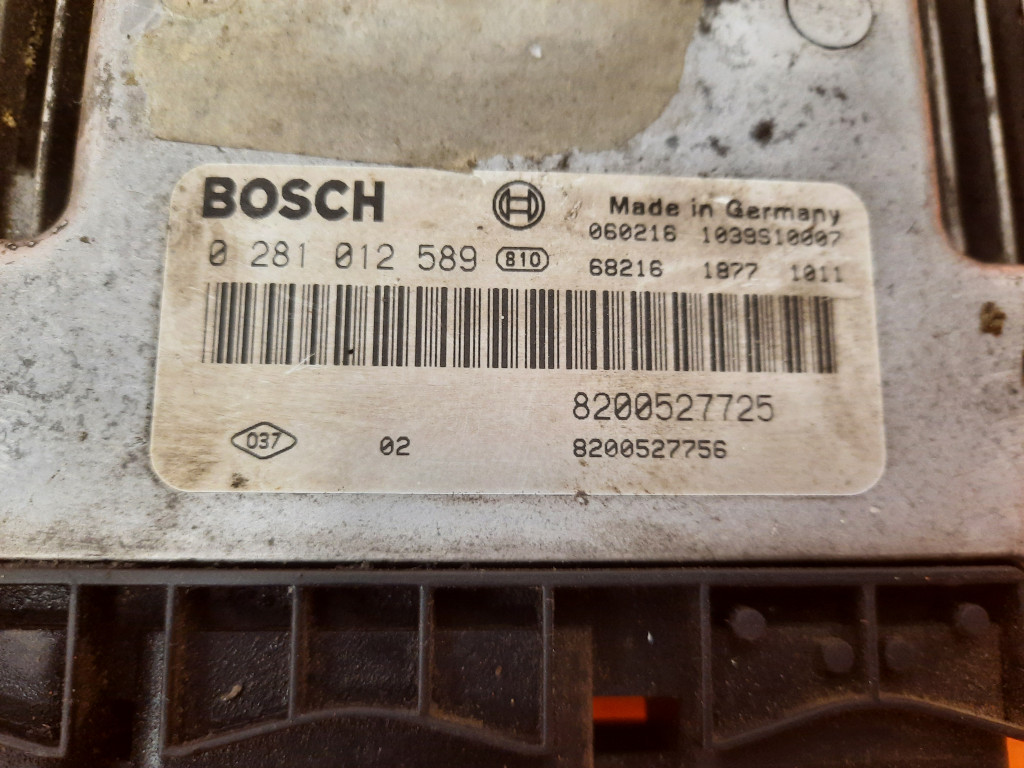 BOSCH
Made in Germany
060216 1039S10007
0 281 012 589 810
68216 1877 1011
8200527725
037 02 8200527756